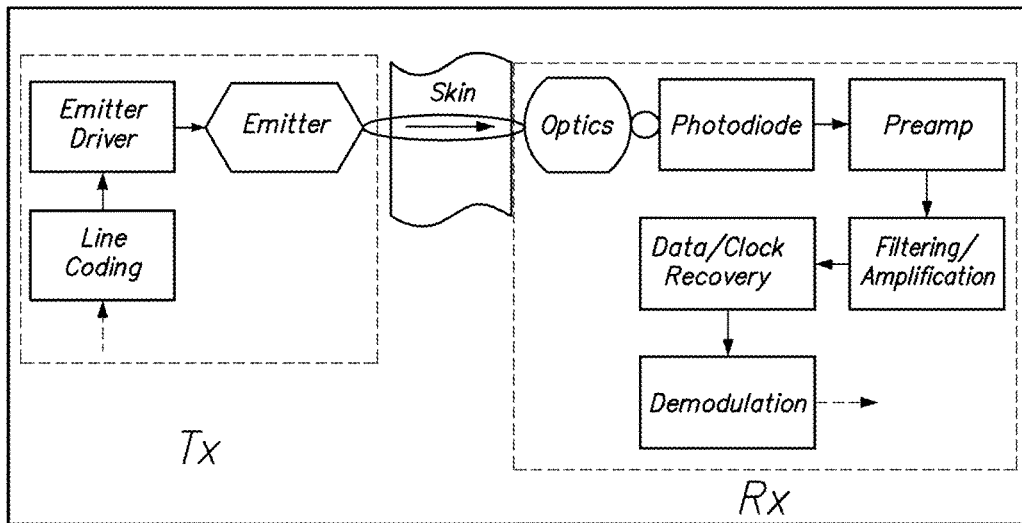 Emitter
Driver
Emitter
Line
Coding
Tx
Skin
Optics
Photodiode
Preamp
Filtering/
Amplification
Data/Clock
Recovery
Demodulation
Rx